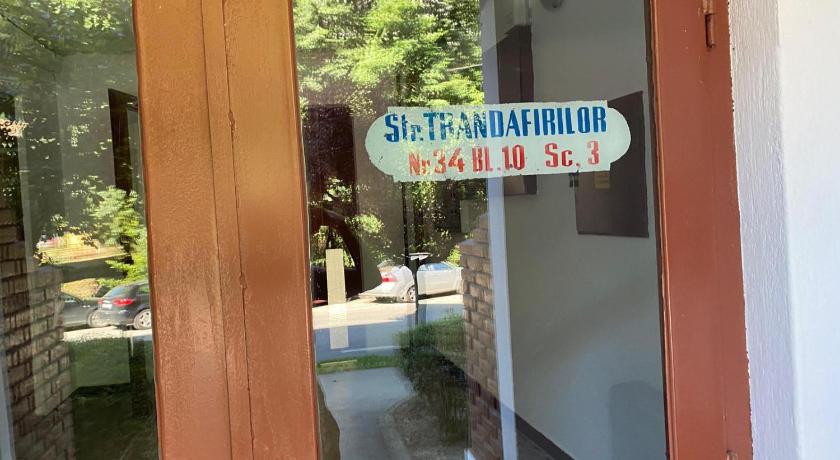 Str. TRANDAFIRILOR
Nr 34 BL. 10 Sc. 3